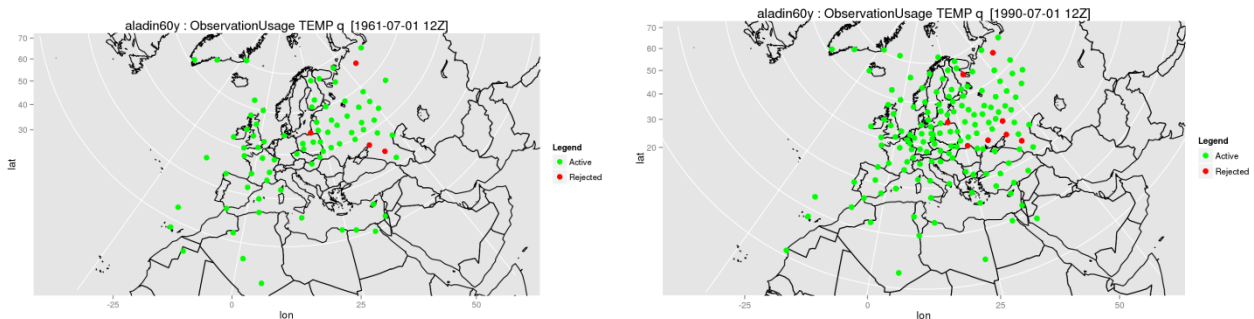 aladin60y : ObservationUsage TEMP q [1961-07-01 12Z]
70
60
50
40
30
lat
-25
0
25
50
lon
Legend
Active
Rejected
aladin60y : ObservationUsage TEMP q [1990-07-01 12Z]
70
60
50
40
30
20
lat
-25
0
25
50
lon
Legend
Active
Rejected